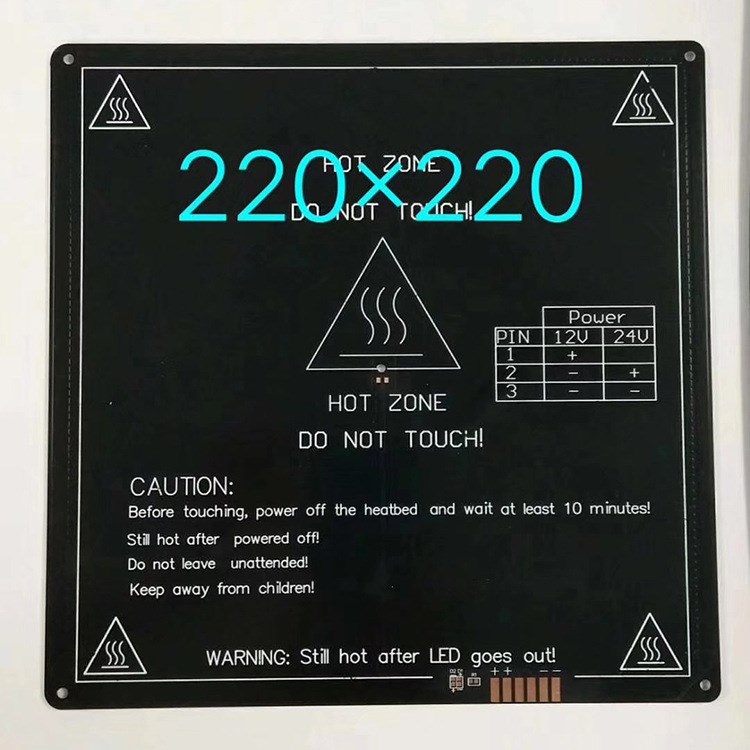 HOT ZONE
220×220
DO NOT TOUCH!
Power
PIN 12V 24V
1 +
2 - +
3 - -
HOT ZONE
DO NOT TOUCH!
CAUTION:
Before touching, power off the heatbed and wait at least 10 minutes!
Still hot after powered off!
Do not leave unattended!
Keep away from children!
WARNING: Still hot after LED goes out!
+ + - -